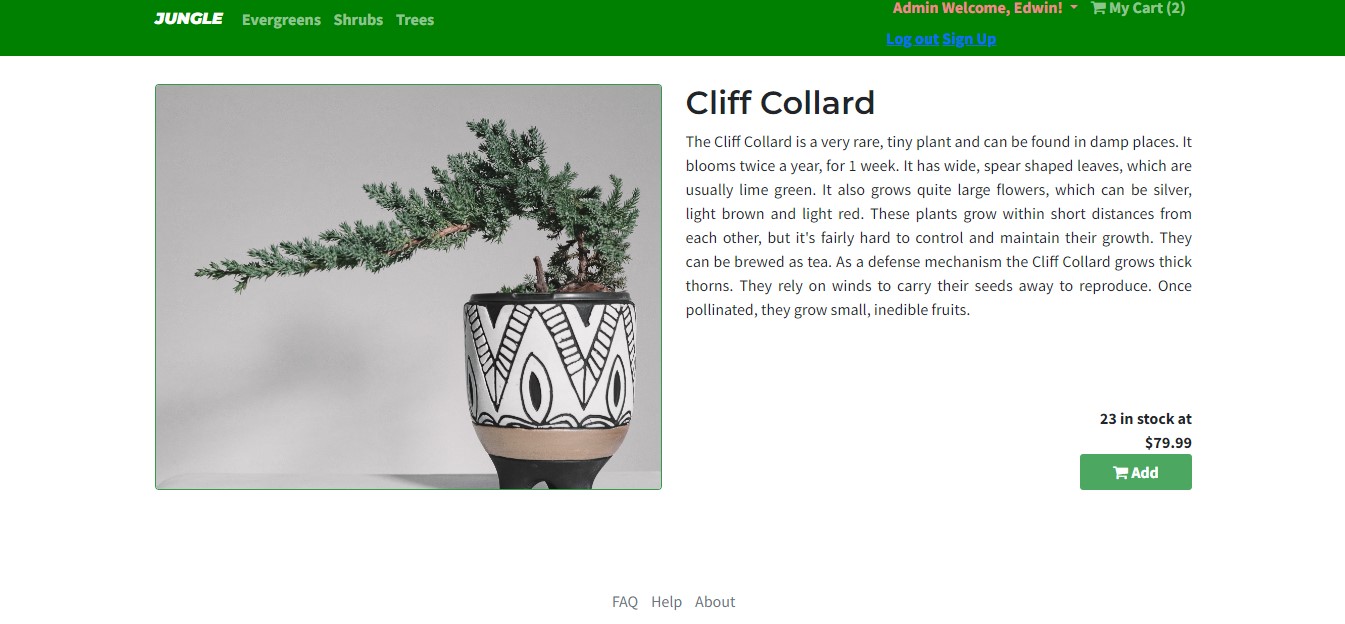 JUNGLE Evergreens Shrubs Trees Admin Welcome, Edwin! My Cart (2)
Log out Sign Up
Cliff Collard
The Cliff Collard is a very rare, tiny plant and can be found in damp places. It
blooms twice a year, for 1 week. It has wide, spear shaped leaves, which are
usually lime green. It also grows quite large flowers, which can be silver,
light brown and light red. These plants grow within short distances from
each other, but it's fairly hard to control and maintain their growth. They
can be brewed as tea. As a defense mechanism the Cliff Collard grows thick
thorns. They rely on winds to carry their seeds away to reproduce. Once
pollinated, they grow small, inedible fruits.
23 in stock at
$79.99
Add
FAQ Help About